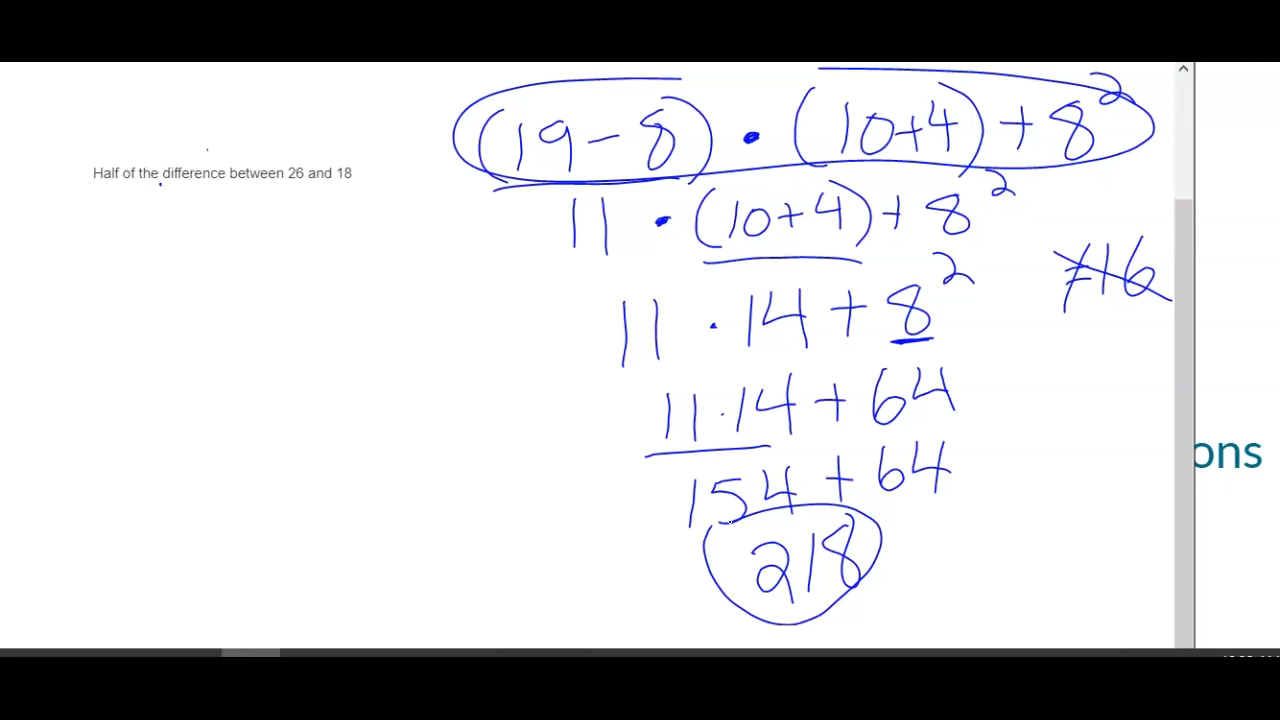 (19-8) • (10+4) + 8²
Half of the difference between 26 and 18
11 • (10+4) + 8²
≠16
11 • 14 + 8²
11 · 14 + 64
ons
154 + 64
218